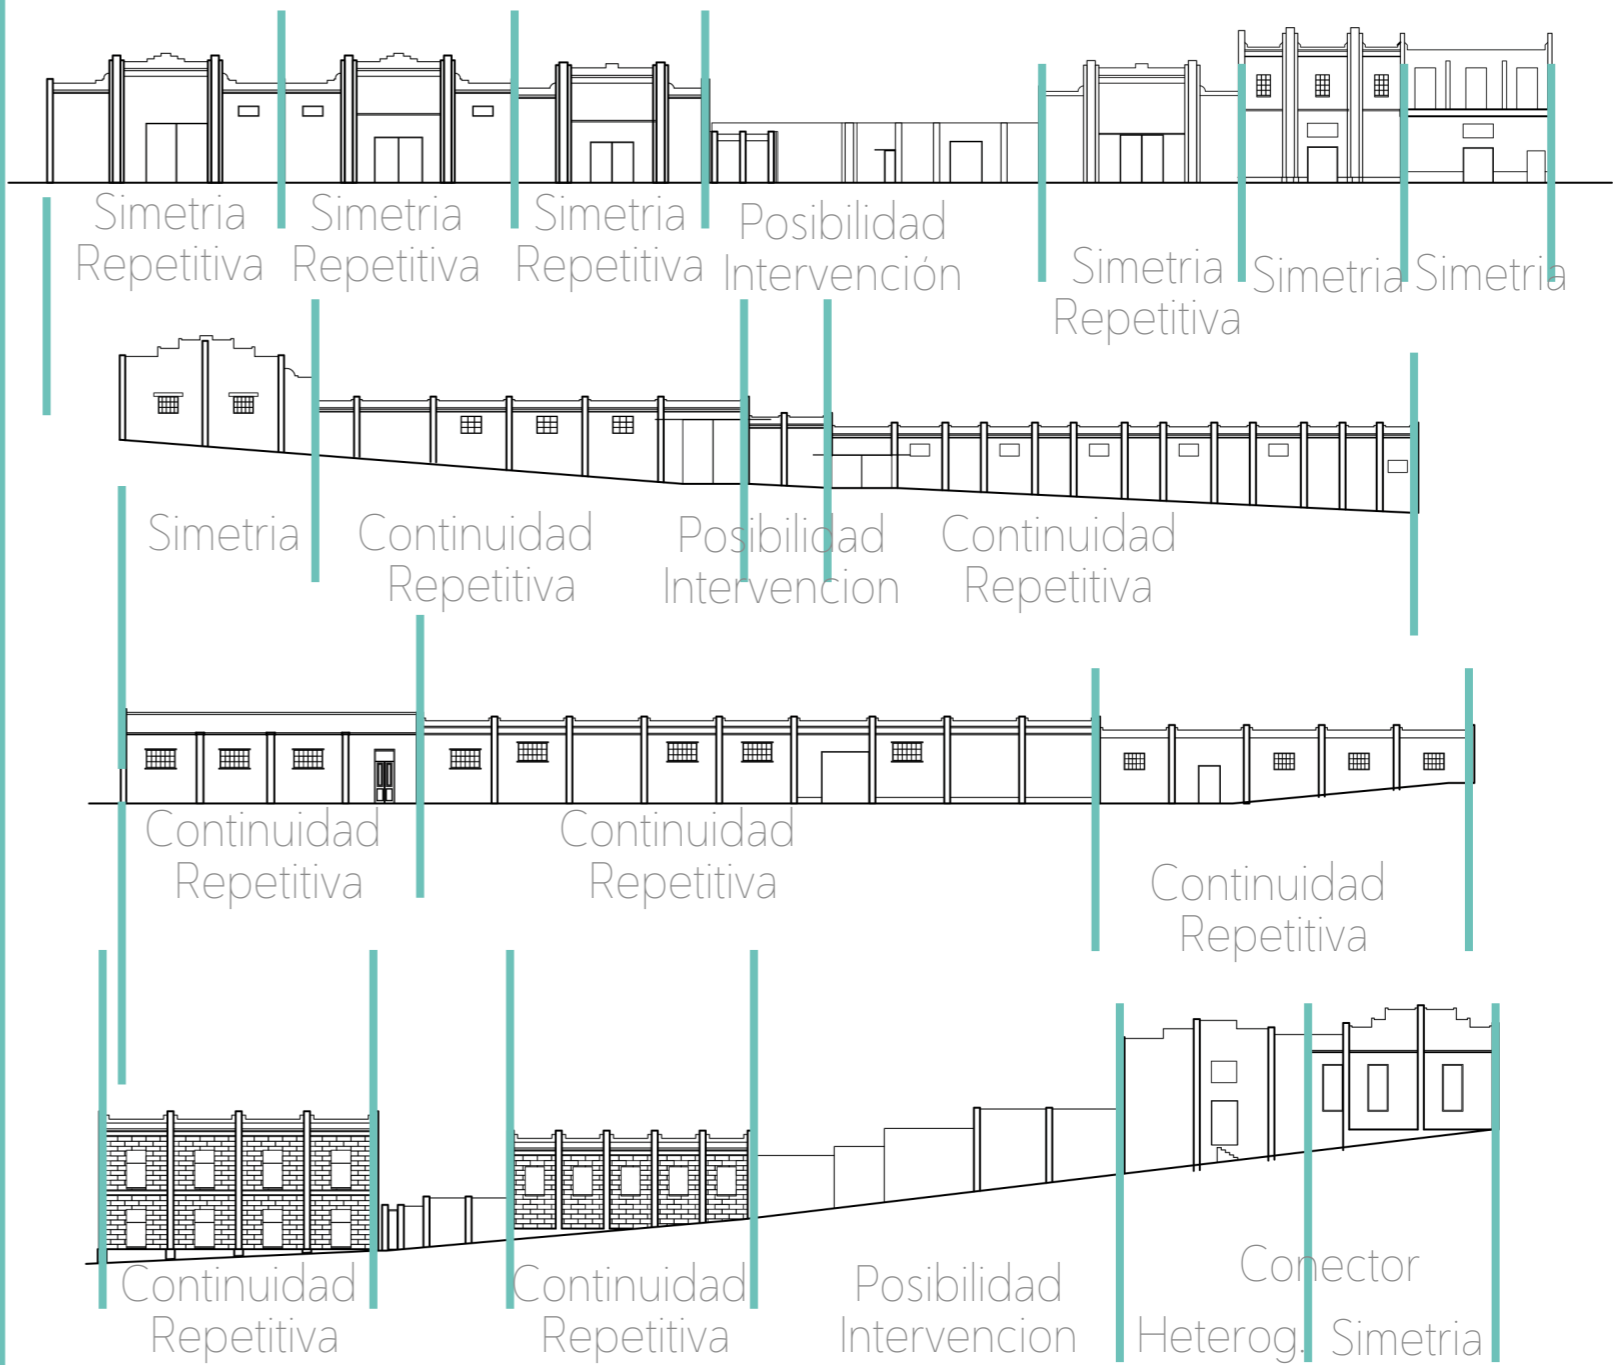 Simetria
Repetitiva
Simetria
Repetitiva
Simetria
Repetitiva
Posibilidad
Intervención
Simetria
Repetitiva
Simetria
Simetria
Simetria
Continuidad
Repetitiva
Posibilidad
Intervencion
Continuidad
Repetitiva
Continuidad
Repetitiva
Continuidad
Repetitiva
Continuidad
Repetitiva
Continuidad
Repetitiva
Continuidad
Repetitiva
Posibilidad
Intervencion
Conector
Heterog.
Simetria